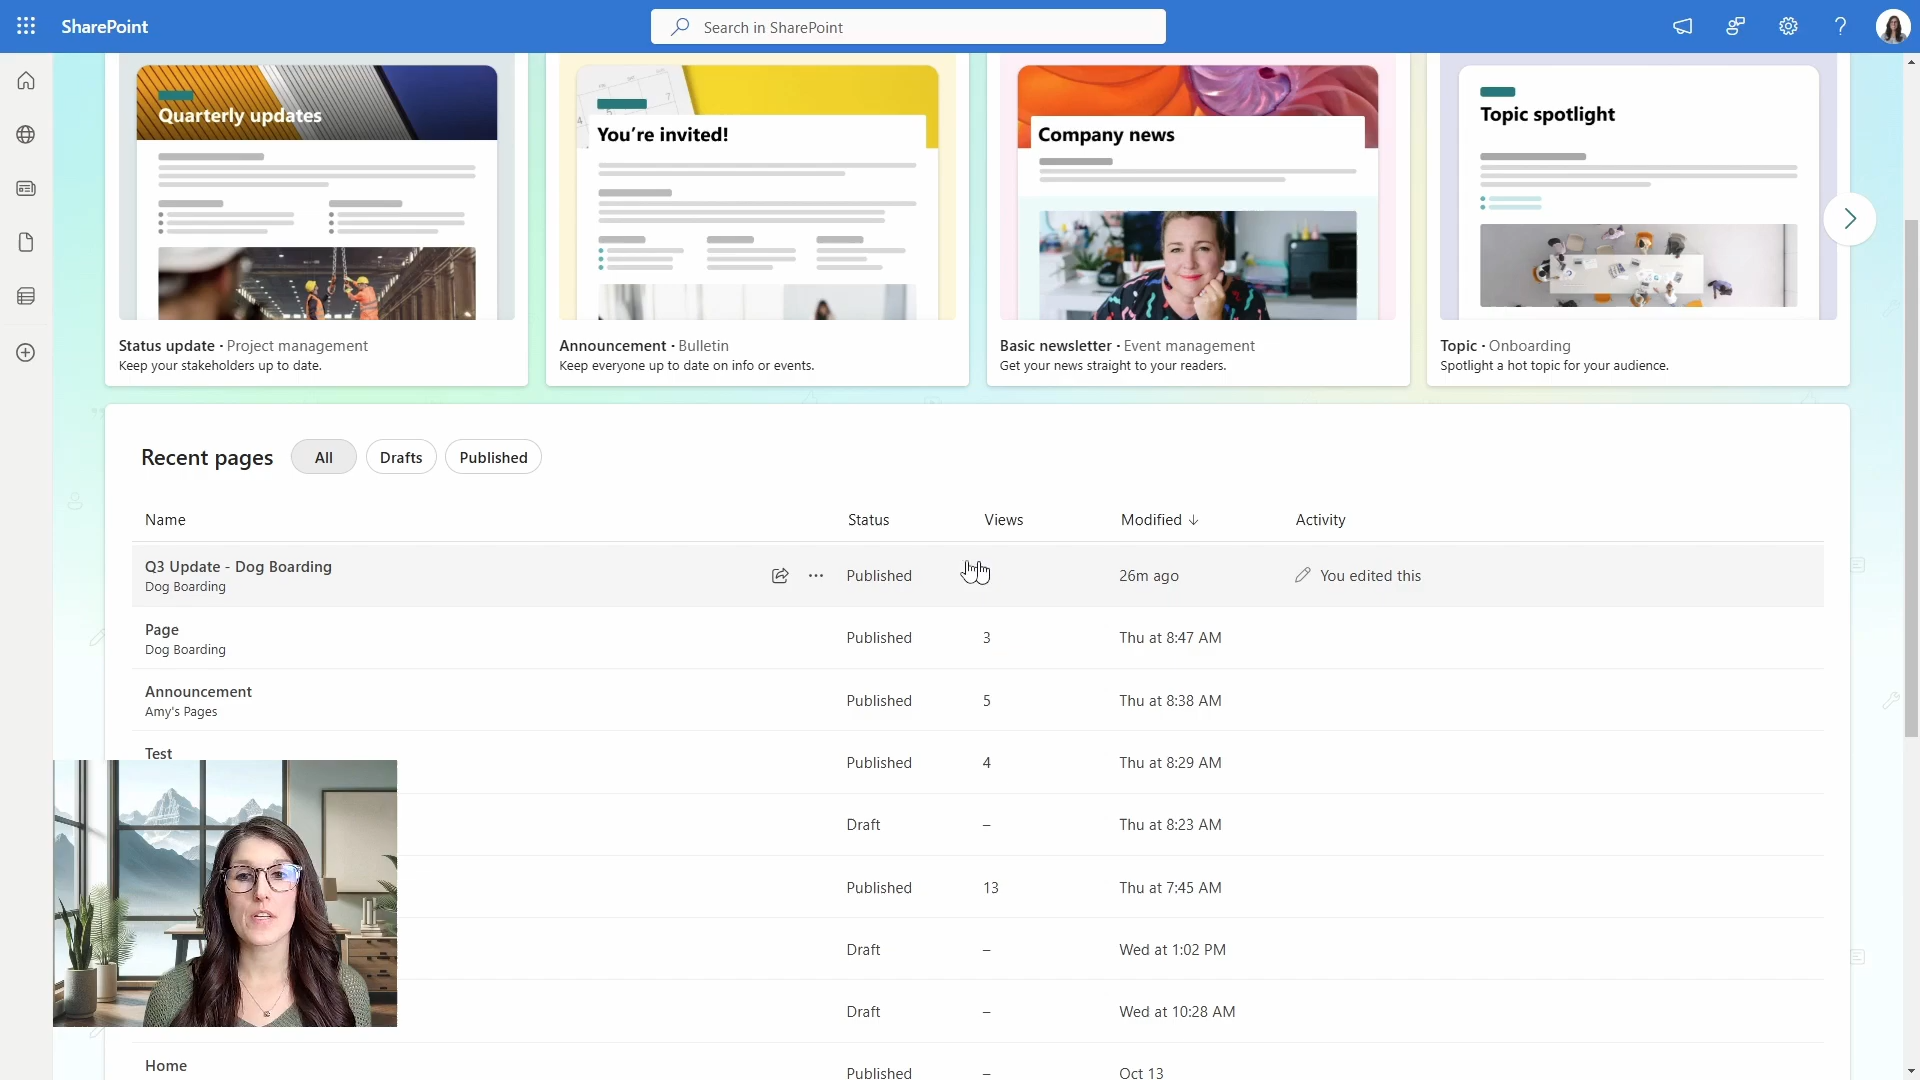 SharePoint
Search in SharePoint
Quarterly updates
You're invited!
Company news
Topic spotlight
Status update • Project management
Keep your stakeholders up to date.
Announcement • Bulletin
Keep everyone up to date on info or events.
Basic newsletter • Event management
Get your news straight to your readers.
Topic • Onboarding
Spotlight a hot topic for your audience.
Recent pages All Drafts Published
Name Status Views Modified ↓ Activity
Q3 Update - Dog Boarding
Dog Boarding
Published 26m ago You edited this
Page
Dog Boarding
Published 3 Thu at 8:47 AM
Announcement
Amy's Pages
Published 5 Thu at 8:38 AM
Test
Published 4 Thu at 8:29 AM
Draft – Thu at 8:23 AM
Published 13 Thu at 7:45 AM
Draft – Wed at 1:02 PM
Draft – Wed at 10:28 AM
Home
Published – Oct 13